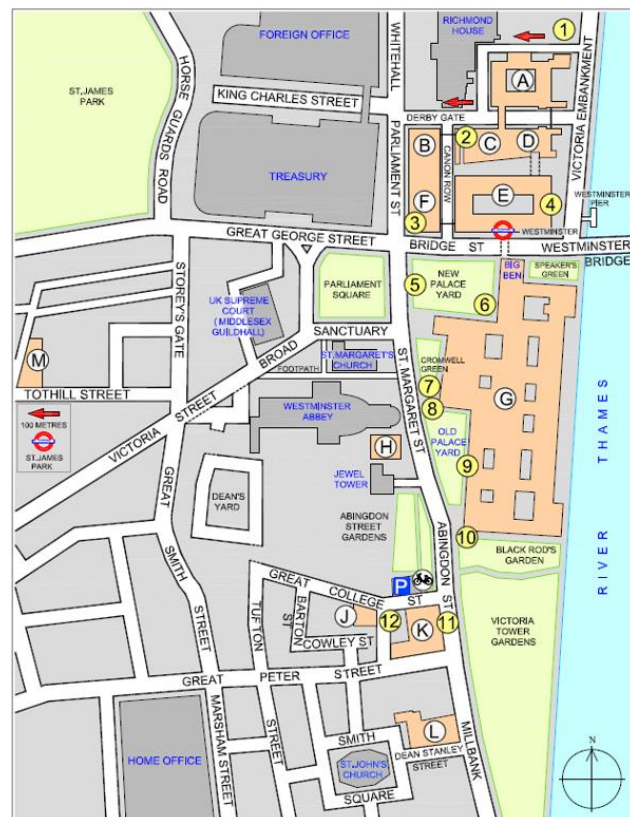 RICHMOND
HOUSE
1
FOREIGN OFFICE
WHITEHALL
ST.JAMES
PARK
HORSE GUARDS ROAD
A
VICTORIA EMBANKMENT
KING CHARLES STREET
DERBY GATE
PARLIAMENT ST
B
CANON ROW
2
C
D
TREASURY
E
4
F
3
WESTMINSTER
PIER
WESTMINSTER
GREAT GEORGE STREET
BRIDGE ST
WESTMINSTER
BRIDGE
BIG
BEN
SPEAKER'S
GREEN
STOREY'S GATE
5
NEW
PALACE
YARD
6
PARLIAMENT
SQUARE
UK SUPREME
COURT
( MIDDLESEX
GUILDHALL)
BROAD SANCTUARY
M
FOOTPATH
ST.MARGARET'S
CHURCH
ST. MARGARET ST
CROMWELL
GREEN
7
G
TOTHILL STREET
8
100 METRES
ST.JAMES
PARK
VICTORIA STREET
WESTMINSTER
ABBEY
OLD
PALACE
YARD
H
9
JEWEL
TOWER
DEAN'S
YARD
ABINGDON
STREET
GARDENS
ABINGDON ST
10
BLACK ROD'S
GARDEN
RIVER THAMES
GREAT SMITH STREET
P
GREAT COLLEGE ST
TUFTON STREET
BARTON
ST
J
12
K
11
COWLEY ST
VICTORIA
TOWER
GARDENS
GREAT PETER STREET
MARSHAM STREET
L
MILLBANK
SMITH
DEAN STANLEY
STREET
HOME OFFICE
ST.JOHN'S
CHURCH
SQUARE
N